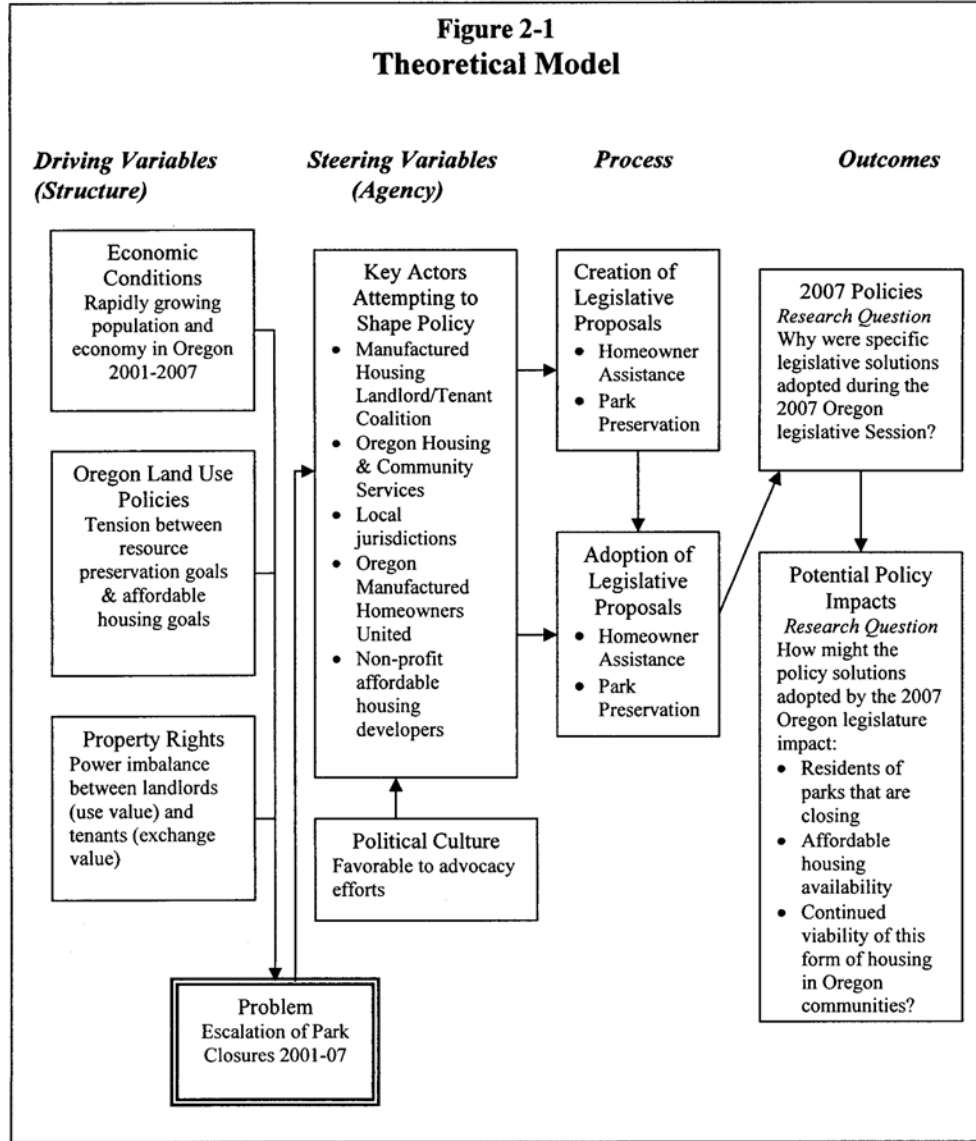 Figure 2-1
Theoretical Model
Driving Variables
(Structure)
Steering Variables
(Agency)
Process
Outcomes
Economic
Conditions
Rapidly growing
population and
economy in Oregon
2001-2007
Oregon Land Use
Policies
Tension between
resource
preservation goals
& affordable
housing goals
Property Rights
Power imbalance
between landlords
(use value) and
tenants (exchange
value)
Problem
Escalation of Park
Closures 2001-07
Key Actors
Attempting to
Shape Policy
• Manufactured
Housing
Landlord/Tenant
Coalition
• Oregon Housing
& Community
Services
• Local
jurisdictions
• Oregon
Manufactured
Homeowners
United
• Non-profit
affordable
housing
developers
Political Culture
Favorable to advocacy
efforts
Creation of
Legislative
Proposals
• Homeowner
Assistance
• Park
Preservation
Adoption of
Legislative
Proposals
• Homeowner
Assistance
• Park
Preservation
2007 Policies
Research Question
Why were specific
legislative solutions
adopted during the
2007 Oregon
legislative Session?
Potential Policy
Impacts
Research Question
How might the
policy solutions
adopted by the 2007
Oregon legislature
impact:
• Residents of
parks that are
closing
• Affordable
housing
availability
• Continued
viability of this
form of housing
in Oregon
communities?